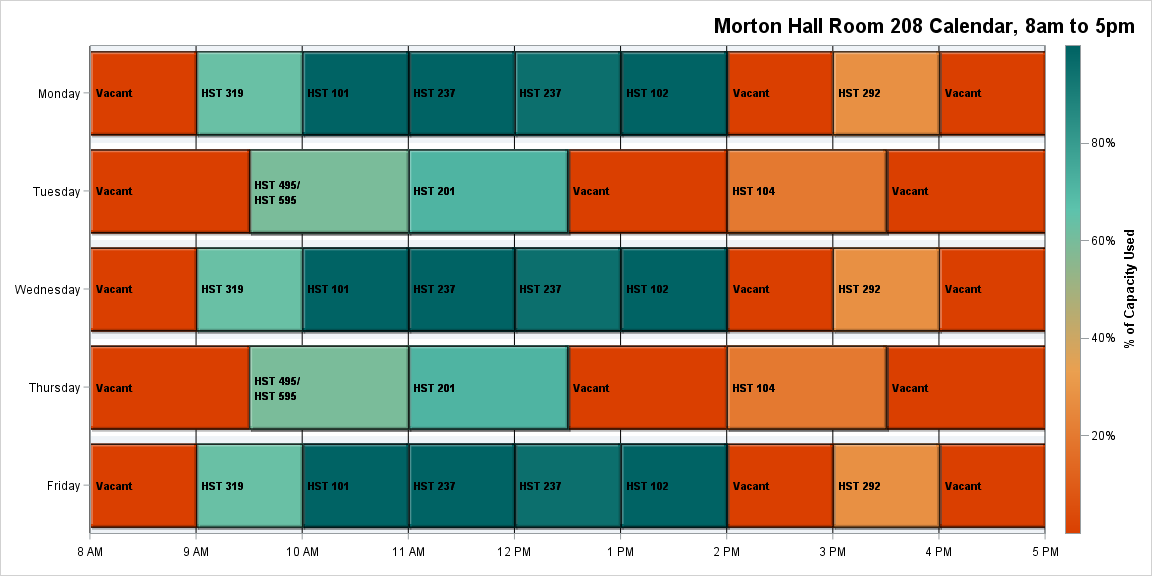 Morton Hall Room 208 Calendar, 8am to 5pm
Monday
Vacant
HST 319
HST 101
HST 237
HST 237
HST 102
Vacant
HST 292
Vacant
Tuesday
Vacant
HST 495/
HST 595
HST 201
Vacant
HST 104
Vacant
Wednesday
Vacant
HST 319
HST 101
HST 237
HST 237
HST 102
Vacant
HST 292
Vacant
Thursday
Vacant
HST 495/
HST 595
HST 201
Vacant
HST 104
Vacant
Friday
Vacant
HST 319
HST 101
HST 237
HST 237
HST 102
Vacant
HST 292
Vacant
8 AM
9 AM
10 AM
11 AM
12 PM
1 PM
2 PM
3 PM
4 PM
5 PM
80%
60%
40%
20%
% of Capacity Used